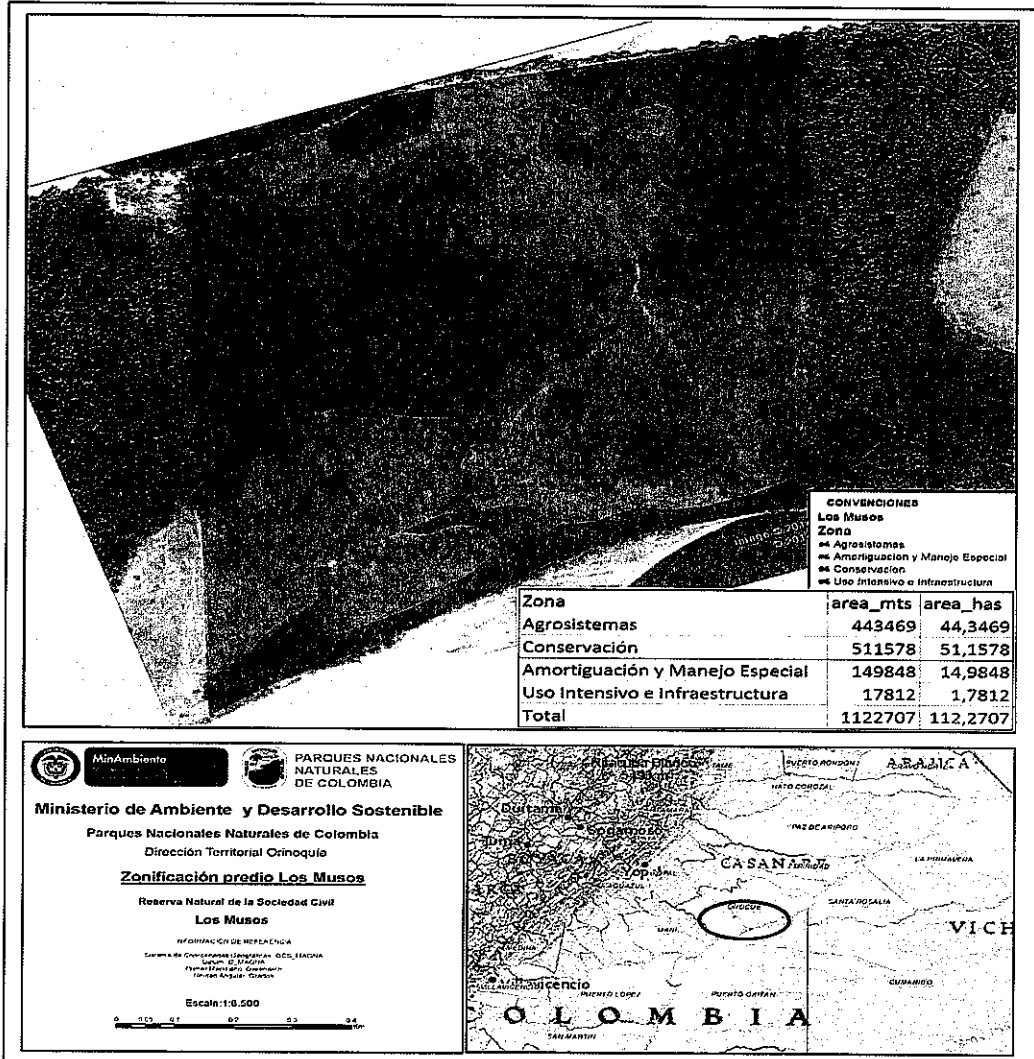 CONVENCIONES
Los Musos
Zona
Agrosistemas
Amortiguacion y Manejo Especial
Conservacion
Uso Intensivo e Infraestructura
Zona area_mts area_has
Agrosistemas 443469 44,3469
Conservación 511578 51,1578
Amortiguación y Manejo Especial 149848 14,9848
Uso Intensivo e Infraestructura 17812 1,7812
Total 1122707 112,2707
MinAmbiente
PARQUES NACIONALES
NATURALES
DE COLOMBIA
Ministerio de Ambiente y Desarrollo Sostenible
Parques Nacionales Naturales de Colombia
Dirección Territorial Orinoquía
Zonificación predio Los Musos
Reserva Natural de la Sociedad Civil
Los Musos
INFORMACIÓN DE REFERENCIA
Escala:1:6.500
PUERTO RONDON
ARAUCA
HATO COROZAL
Duitama
Sogamoso
PAZ DE ARIPORO
Tunja
LA PRIMAVERA
Yopal
CASANA
OROCUE
SANTA ROSALIA
MANI
VICH
MEDINA
CUMARIBO
PUERTO LOPEZ
PUERTO GAITAN
COLOMBIA
SAN MARTIN